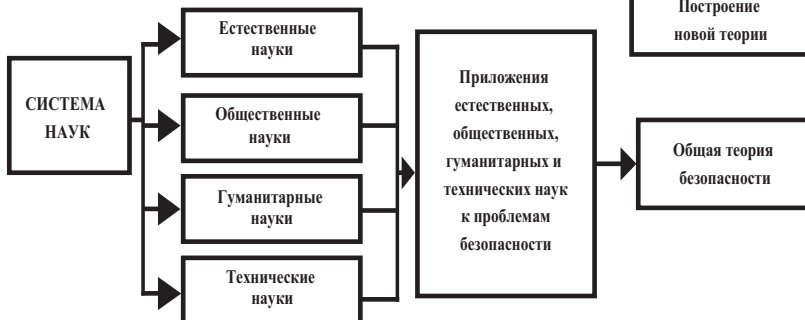 СИСТЕМА
НАУК
Естественные
науки
Общественные
науки
Гуманитарные
науки
Технические
науки
Приложения
естественных,
общественных,
гуманитарных и
технических наук
к проблемам
безопасности
Построение
новой теории
Общая теория
безопасности